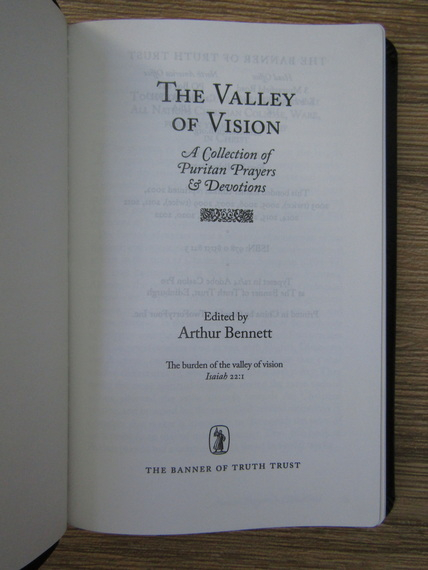 The Valley
of Vision
A Collection of
Puritan Prayers
& Devotions
Edited by
Arthur Bennett
The burden of the valley of vision
Isaiah 22:1
THE BANNER OF TRUTH TRUST